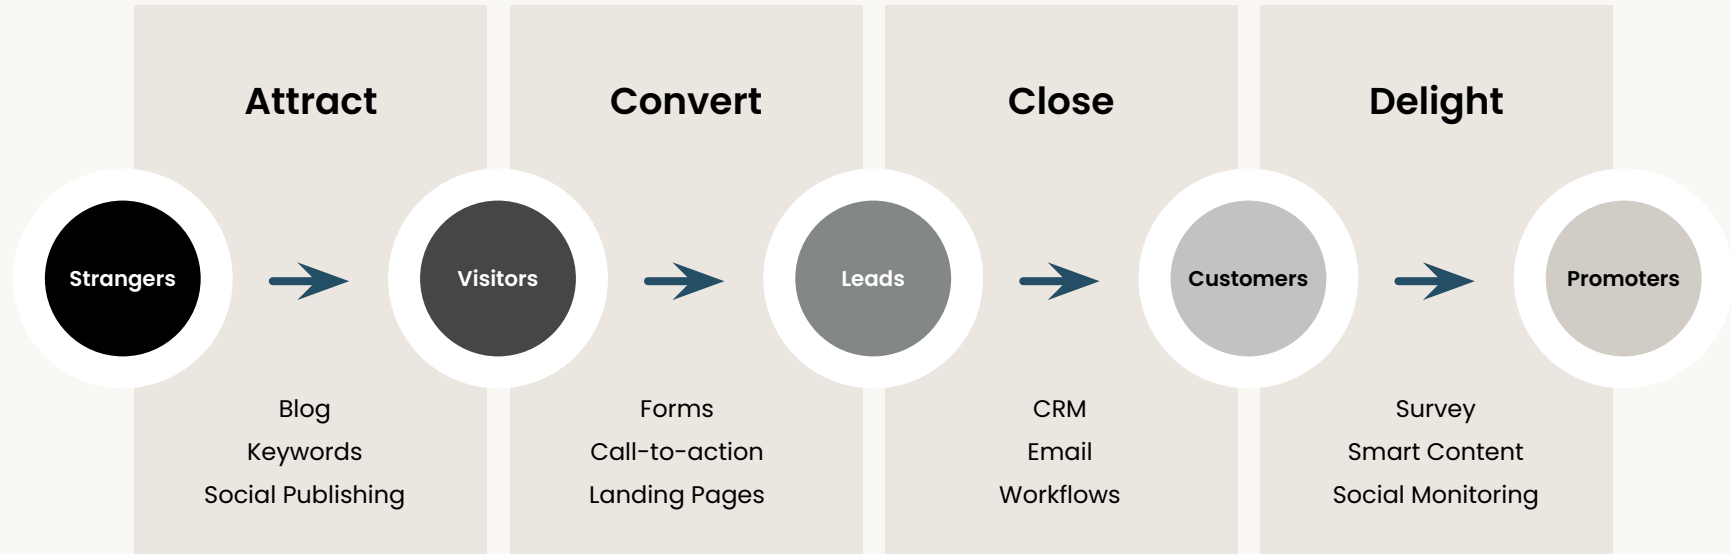 Attract
Convert
Close
Delight
Strangers
Visitors
Leads
Customers
Promoters
Blog
Keywords
Social Publishing
Forms
Call-to-action
Landing Pages
CRM
Email
Workflows
Survey
Smart Content
Social Monitoring